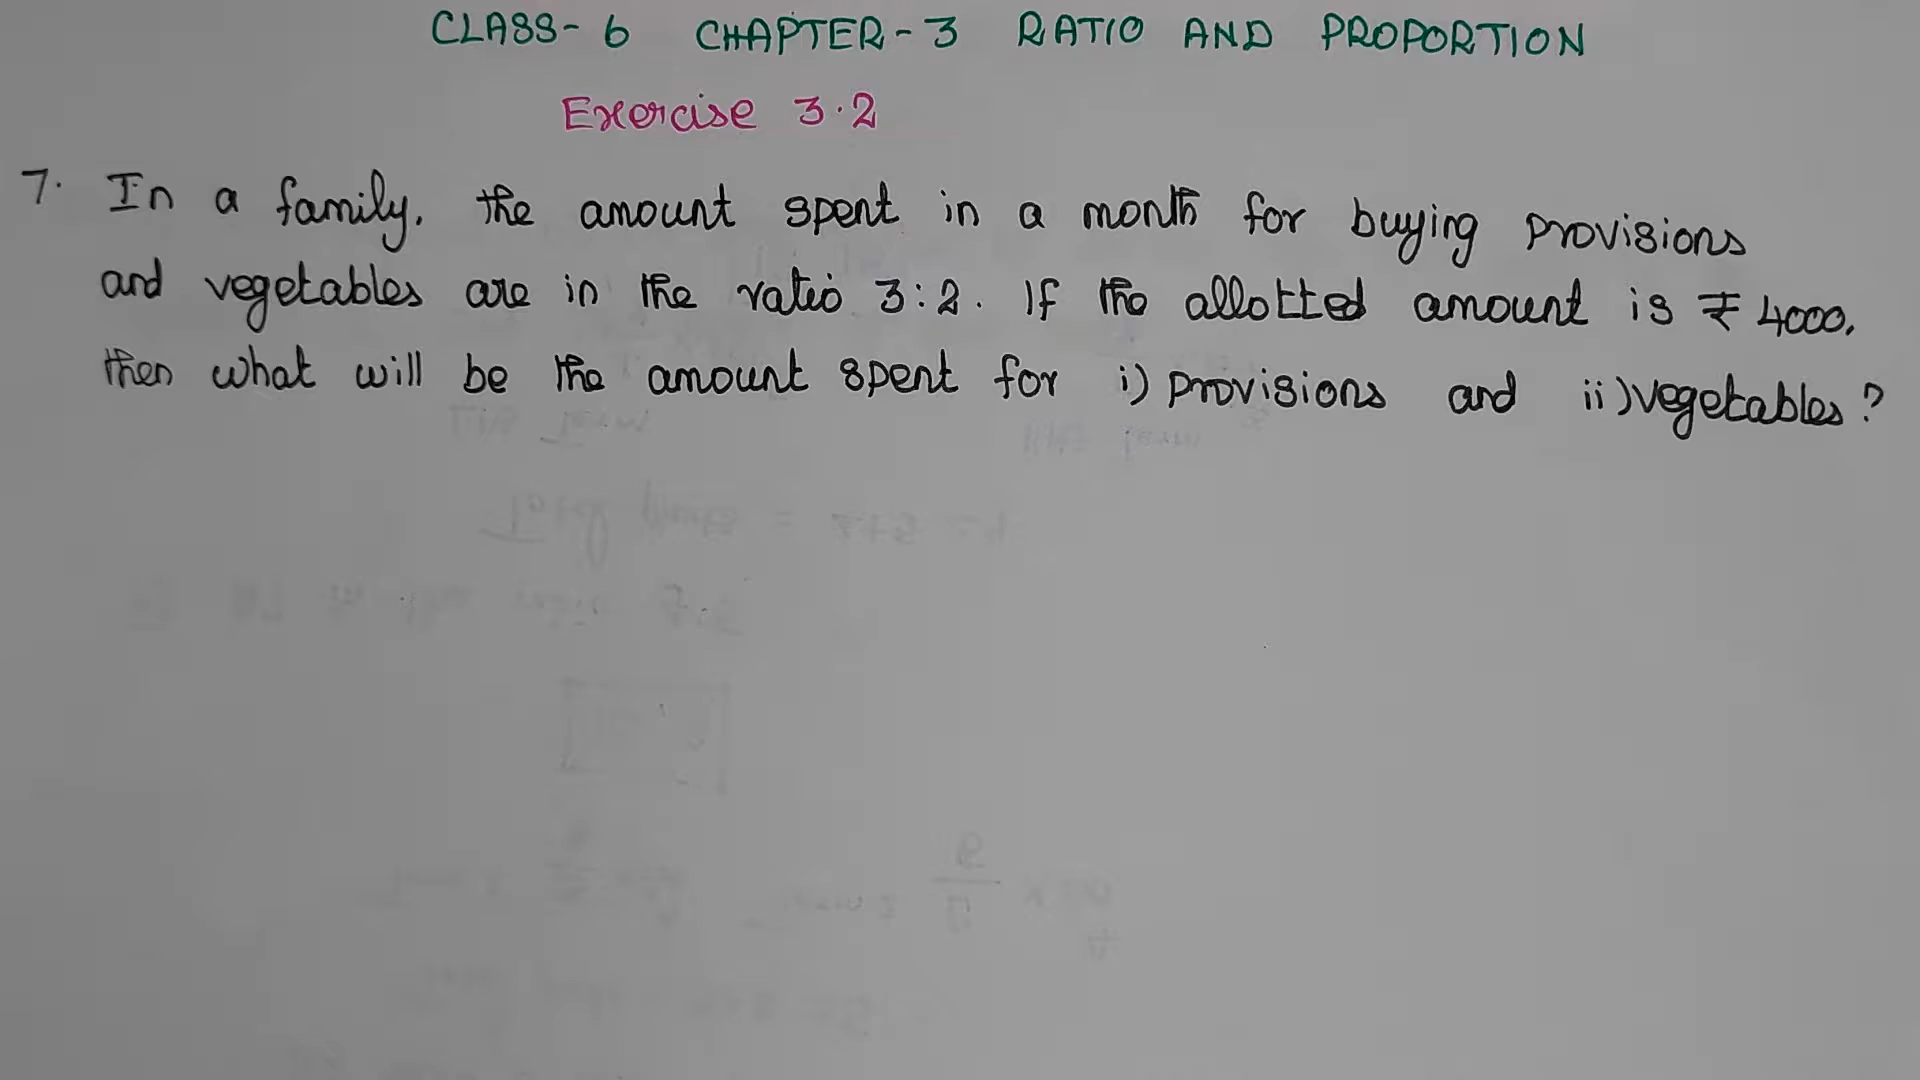 CLASS- 6 CHAPTER- 3 RATIO AND PROPORTION
Exercise 3.2
7. In a family, the amount spent in a month for buying provisions
and vegetables are in the ratio 3:2. If the allotted amount is ₹ 4000,
then what will be the amount spent for i) provisions and ii) vegetables?